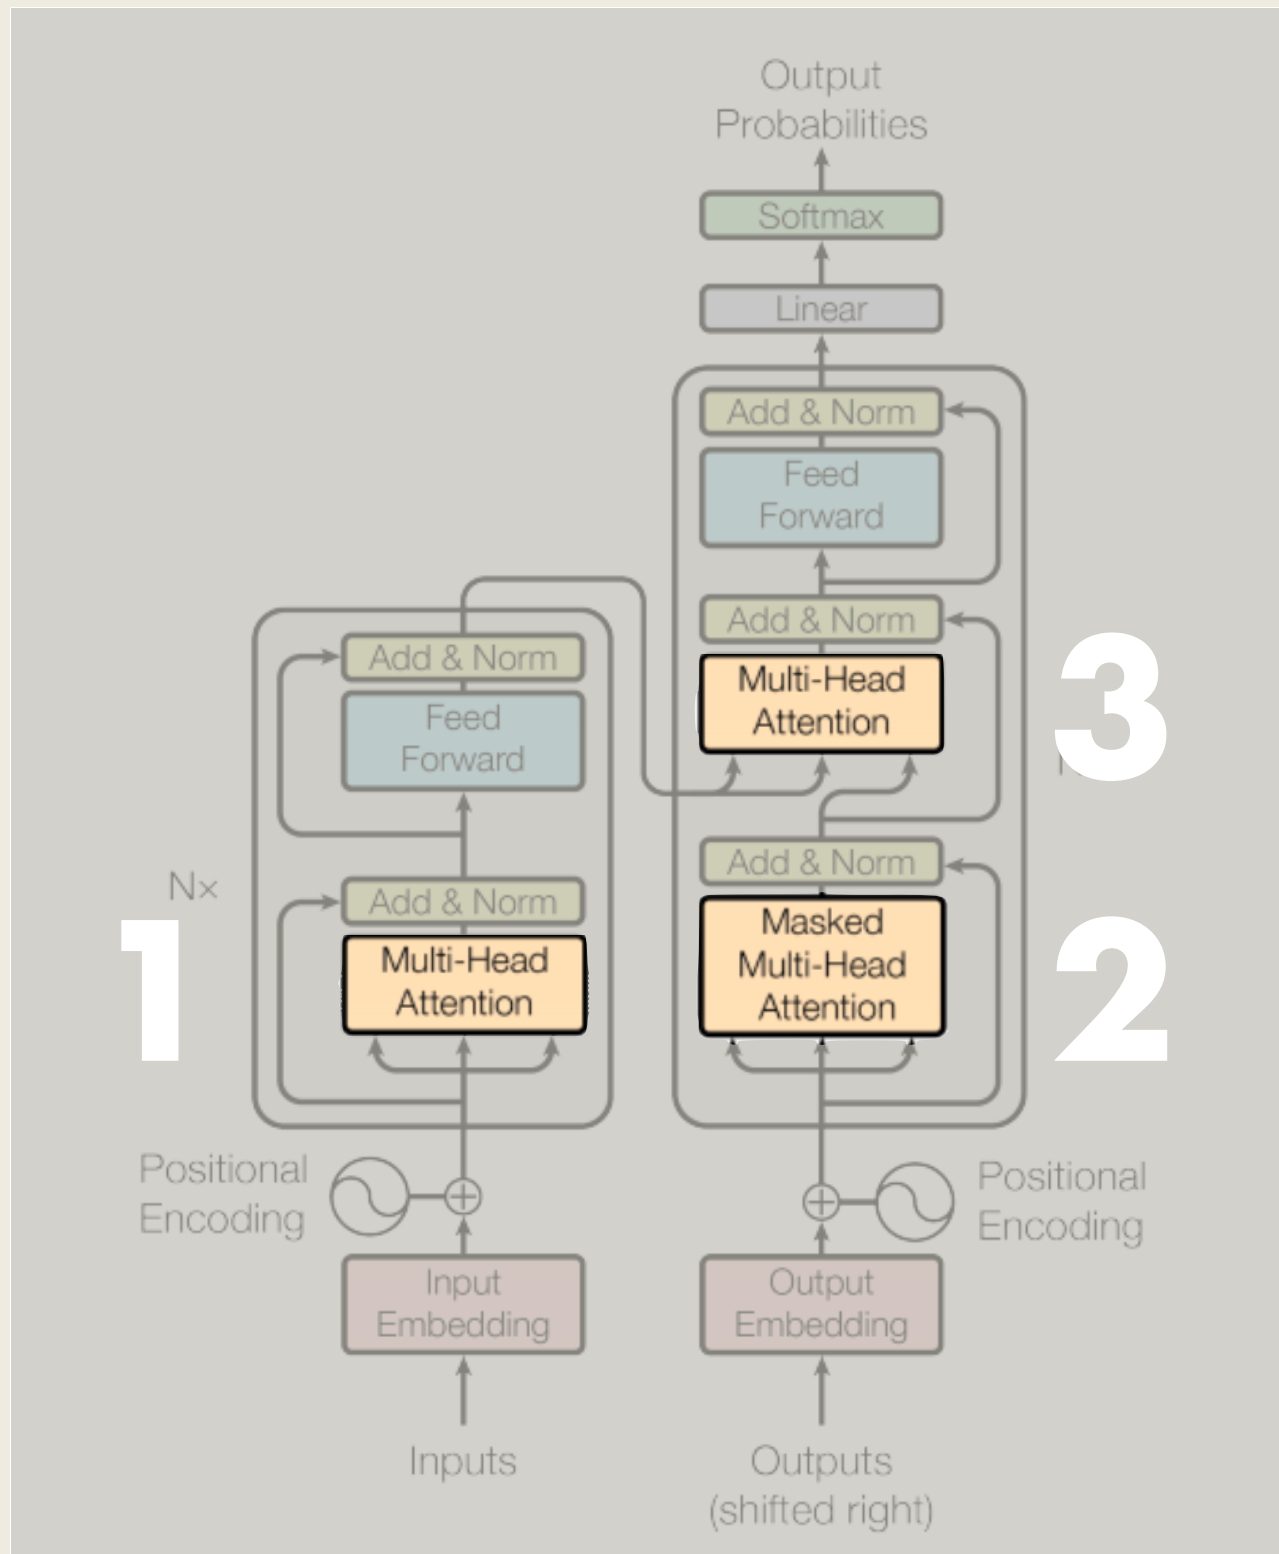 Output
Probabilities
Softmax
Linear
Add & Norm
Feed
Forward
Add & Norm
Multi-Head
Attention
3
Add & Norm
Masked
Multi-Head
Attention
2
Add & Norm
Feed
Forward
N×
Add & Norm
Multi-Head
Attention
1
Positional
Encoding
Positional
Encoding
Input
Embedding
Output
Embedding
Inputs
Outputs
(shifted right)